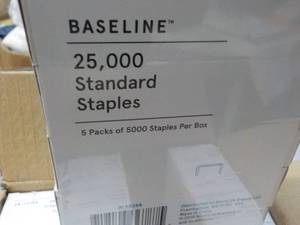 BASELINE™
25,000
Standard
Staples
5 Packs of 5000 Staples Per Box